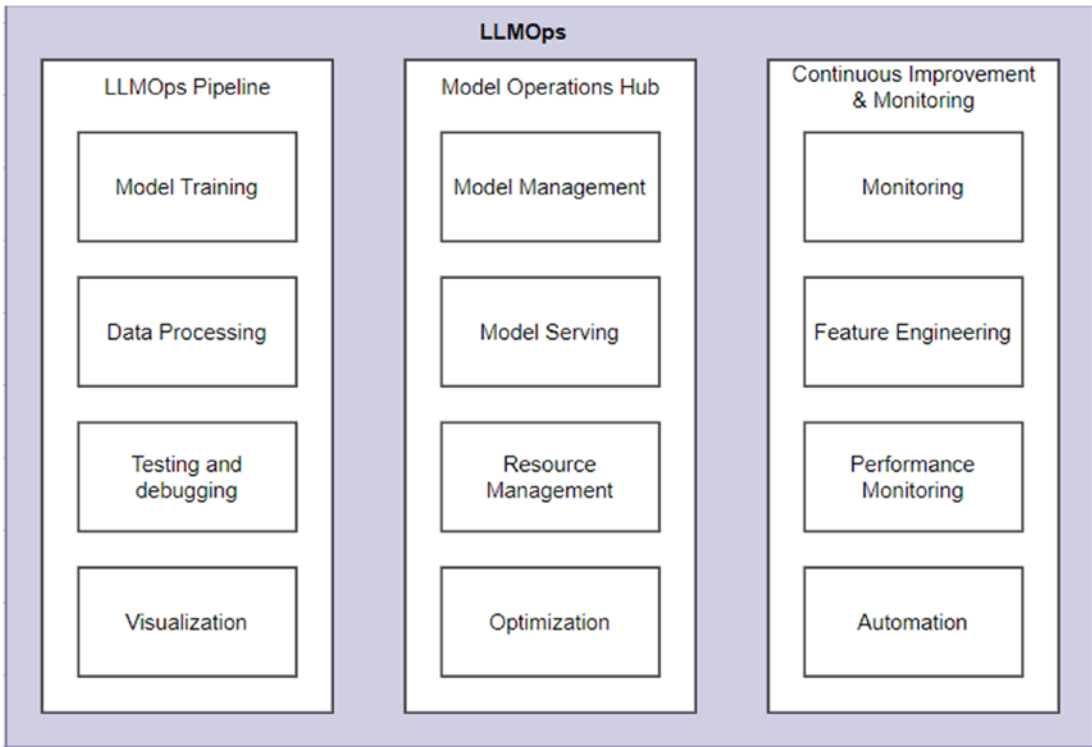 LLMOps
LLMOps Pipeline
Model Training
Data Processing
Testing and
debugging
Visualization
Model Operations Hub
Model Management
Model Serving
Resource
Management
Optimization
Continuous Improvement
& Monitoring
Monitoring
Feature Engineering
Performance
Monitoring
Automation